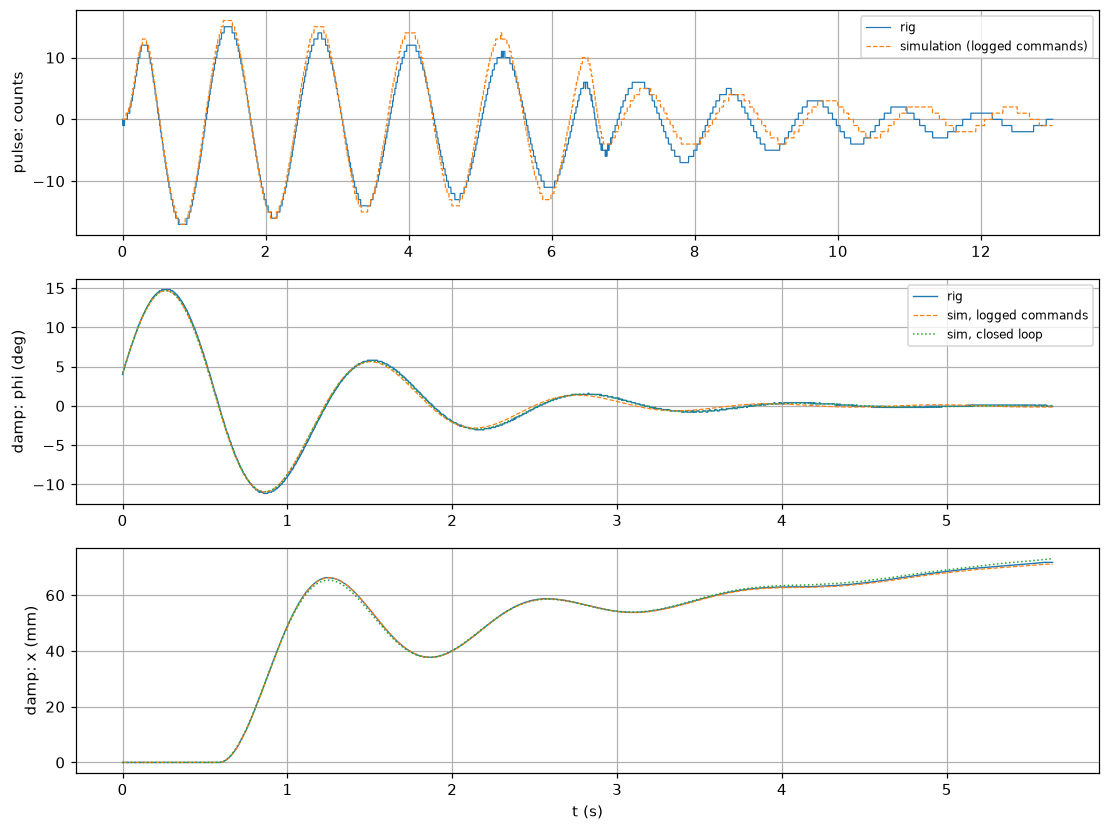 pulse: counts
10
0
−10
rig
simulation (logged commands)
0 2 4 6 8 10 12
damp: phi (deg)
15
10
5
0
−5
−10
rig
sim, logged commands
sim, closed loop
0 1 2 3 4 5
damp: x (mm)
60
40
20
0
0 1 2 3 4 5
t (s)